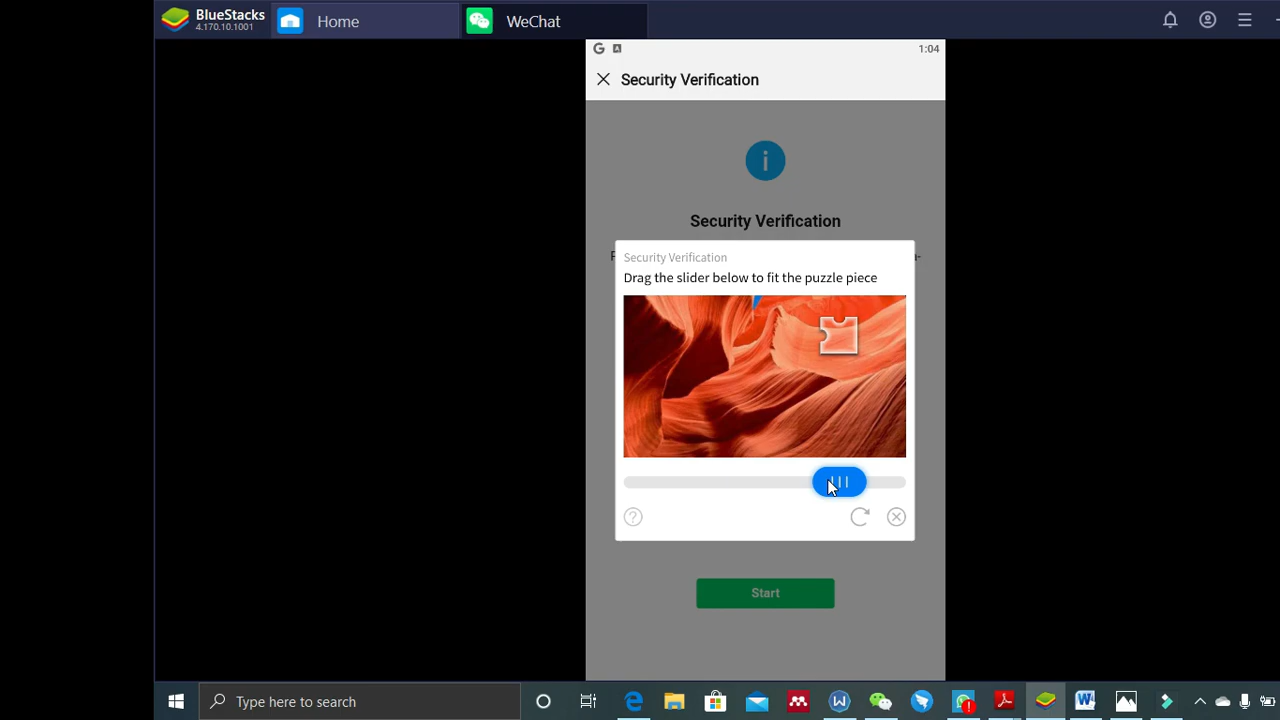 BlueStacks
4.170.10.1001
Home
WeChat
1:04
Security Verification
Security Verification
Security Verification
Drag the slider below to fit the puzzle piece
Start
Type here to search